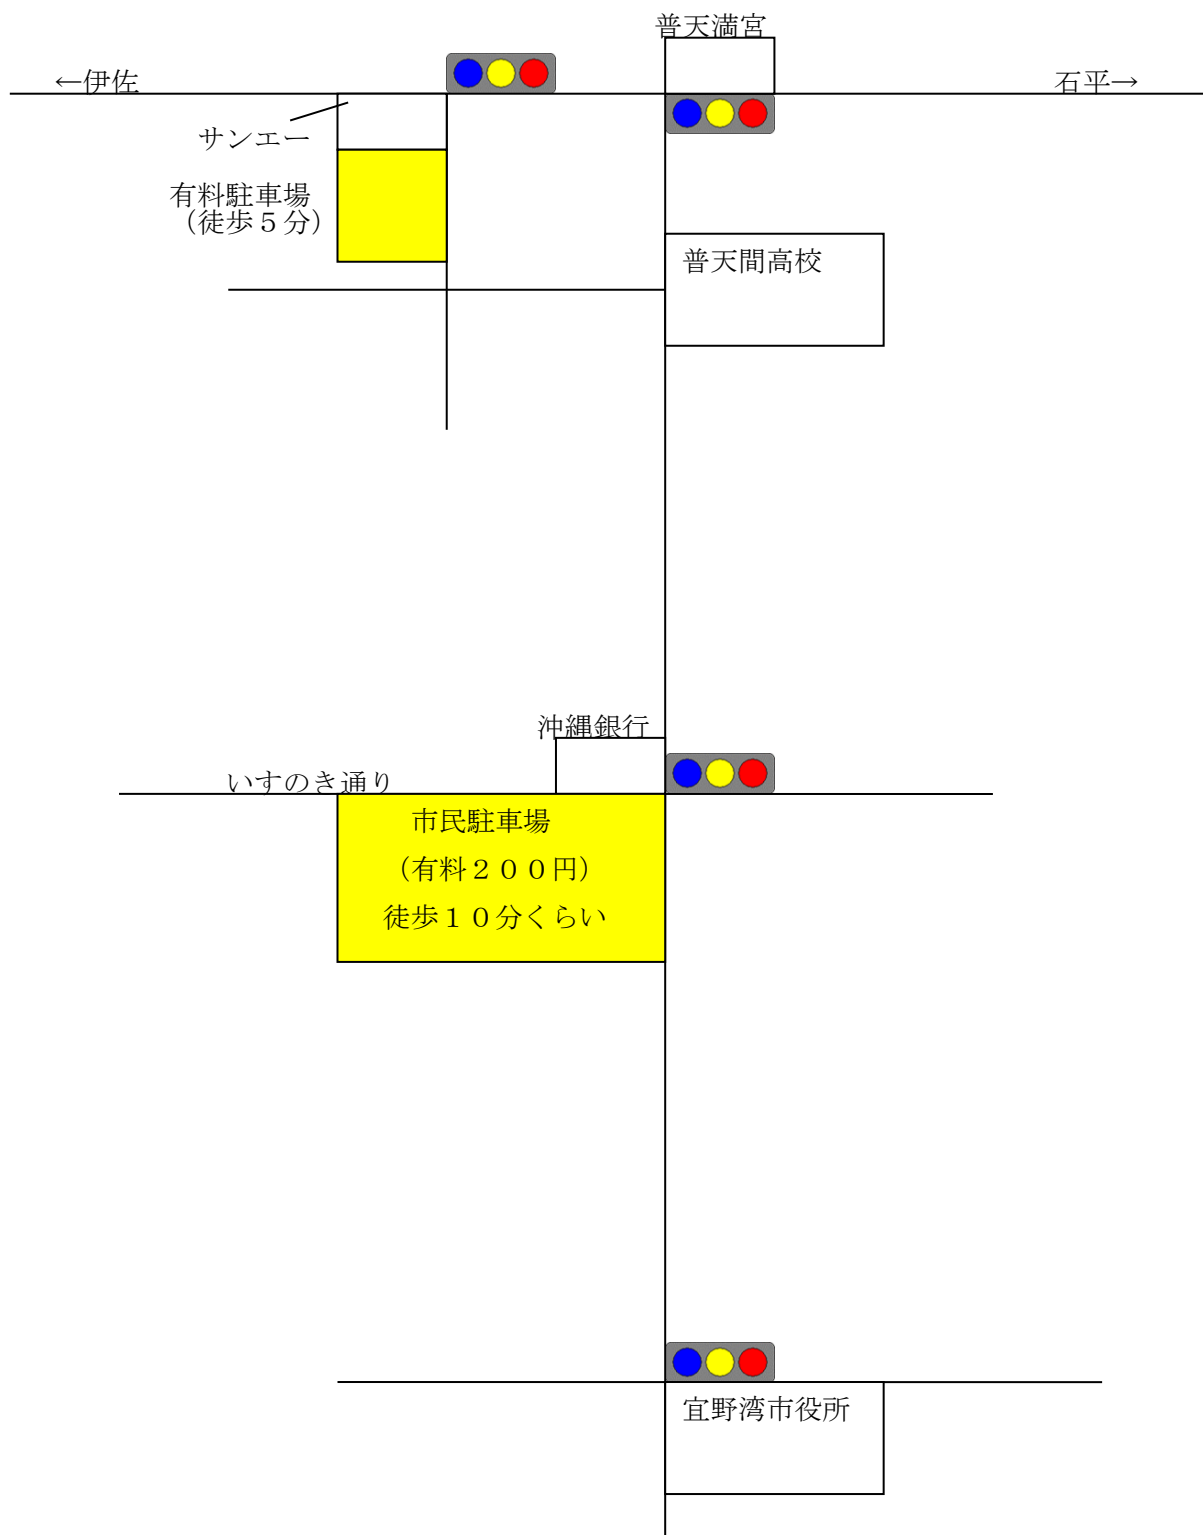 普天満宮
←伊佐
石平→
サンエー
有料駐車場
（徒歩５分）
普天間高校
沖縄銀行
いすのき通り
市民駐車場
（有料２００円）
徒歩１０分くらい
宜野湾市役所